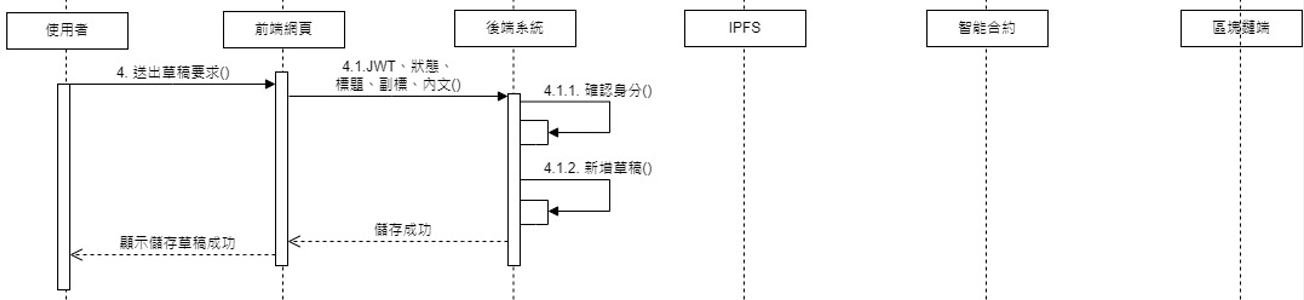 使用者
前端網頁
後端系統
IPFS
智能合約
區塊鏈端
4. 送出草稿要求()
4.1.JWT、狀態、
標題、副標、內文()
4.1.1. 確認身分()
4.1.2. 新增草稿()
儲存成功
顯示儲存草稿成功